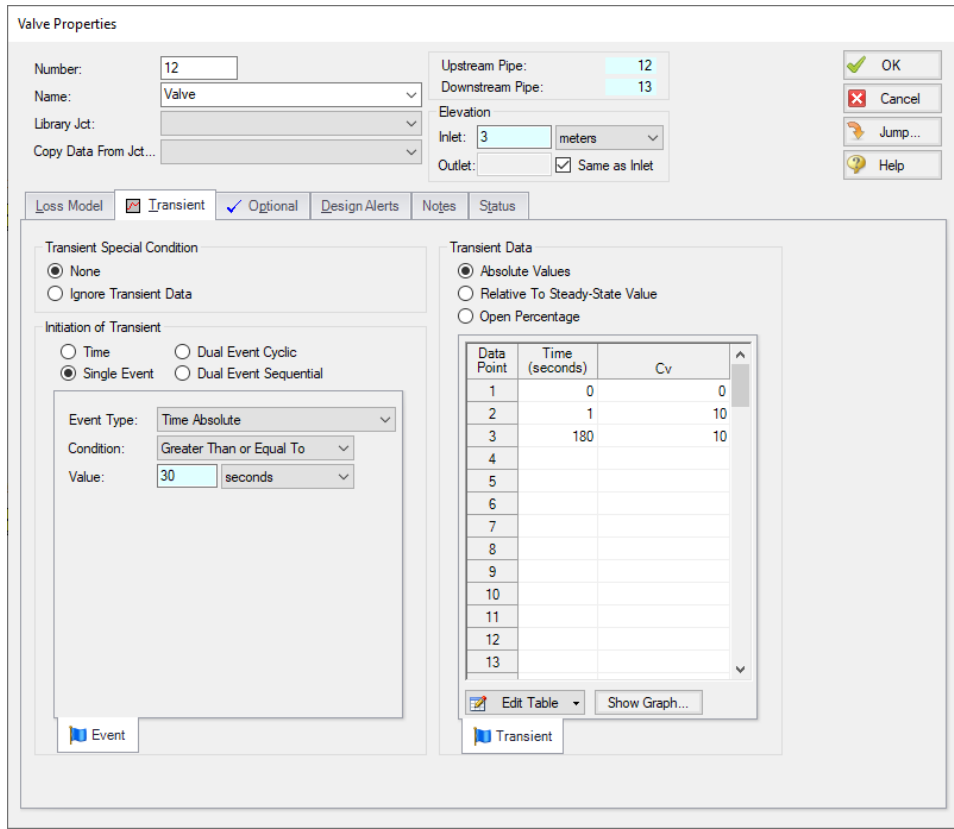 Valve Properties
Number: 12
Name: Valve
Library Jct:
Copy Data From Jct...
Upstream Pipe: 12
Downstream Pipe: 13
Elevation
Inlet: 3 meters
Outlet: Same as Inlet
OK
Cancel
Jump...
Help
Loss Model Transient Optional Design Alerts Notes Status
Transient Special Condition
None
Ignore Transient Data
Initiation of Transient
Time Dual Event Cyclic
Single Event Dual Event Sequential
Event Type: Time Absolute
Condition: Greater Than or Equal To
Value: 30 seconds
Event
Transient Data
Absolute Values
Relative To Steady-State Value
Open Percentage
Data Point Time (seconds) Cv
1 0 0
2 1 10
3 180 10
4
5
6
7
8
9
10
11
12
13
Edit Table Show Graph...
Transient